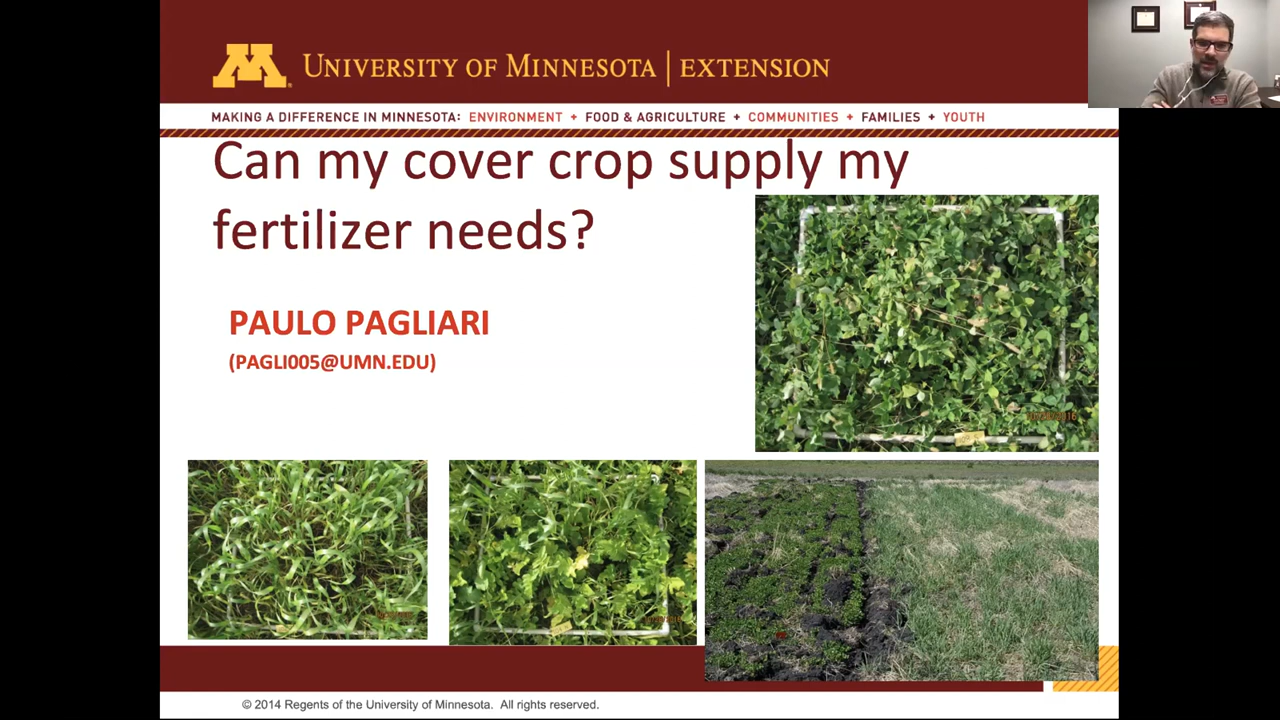 UNIVERSITY OF MINNESOTA | EXTENSION
MAKING A DIFFERENCE IN MINNESOTA: ENVIRONMENT + FOOD & AGRICULTURE + COMMUNITIES + FAMILIES + YOUTH
Can my cover crop supply my
fertilizer needs?
PAULO PAGLIARI
(PAGLI005@UMN.EDU)
© 2014 Regents of the University of Minnesota. All rights reserved.